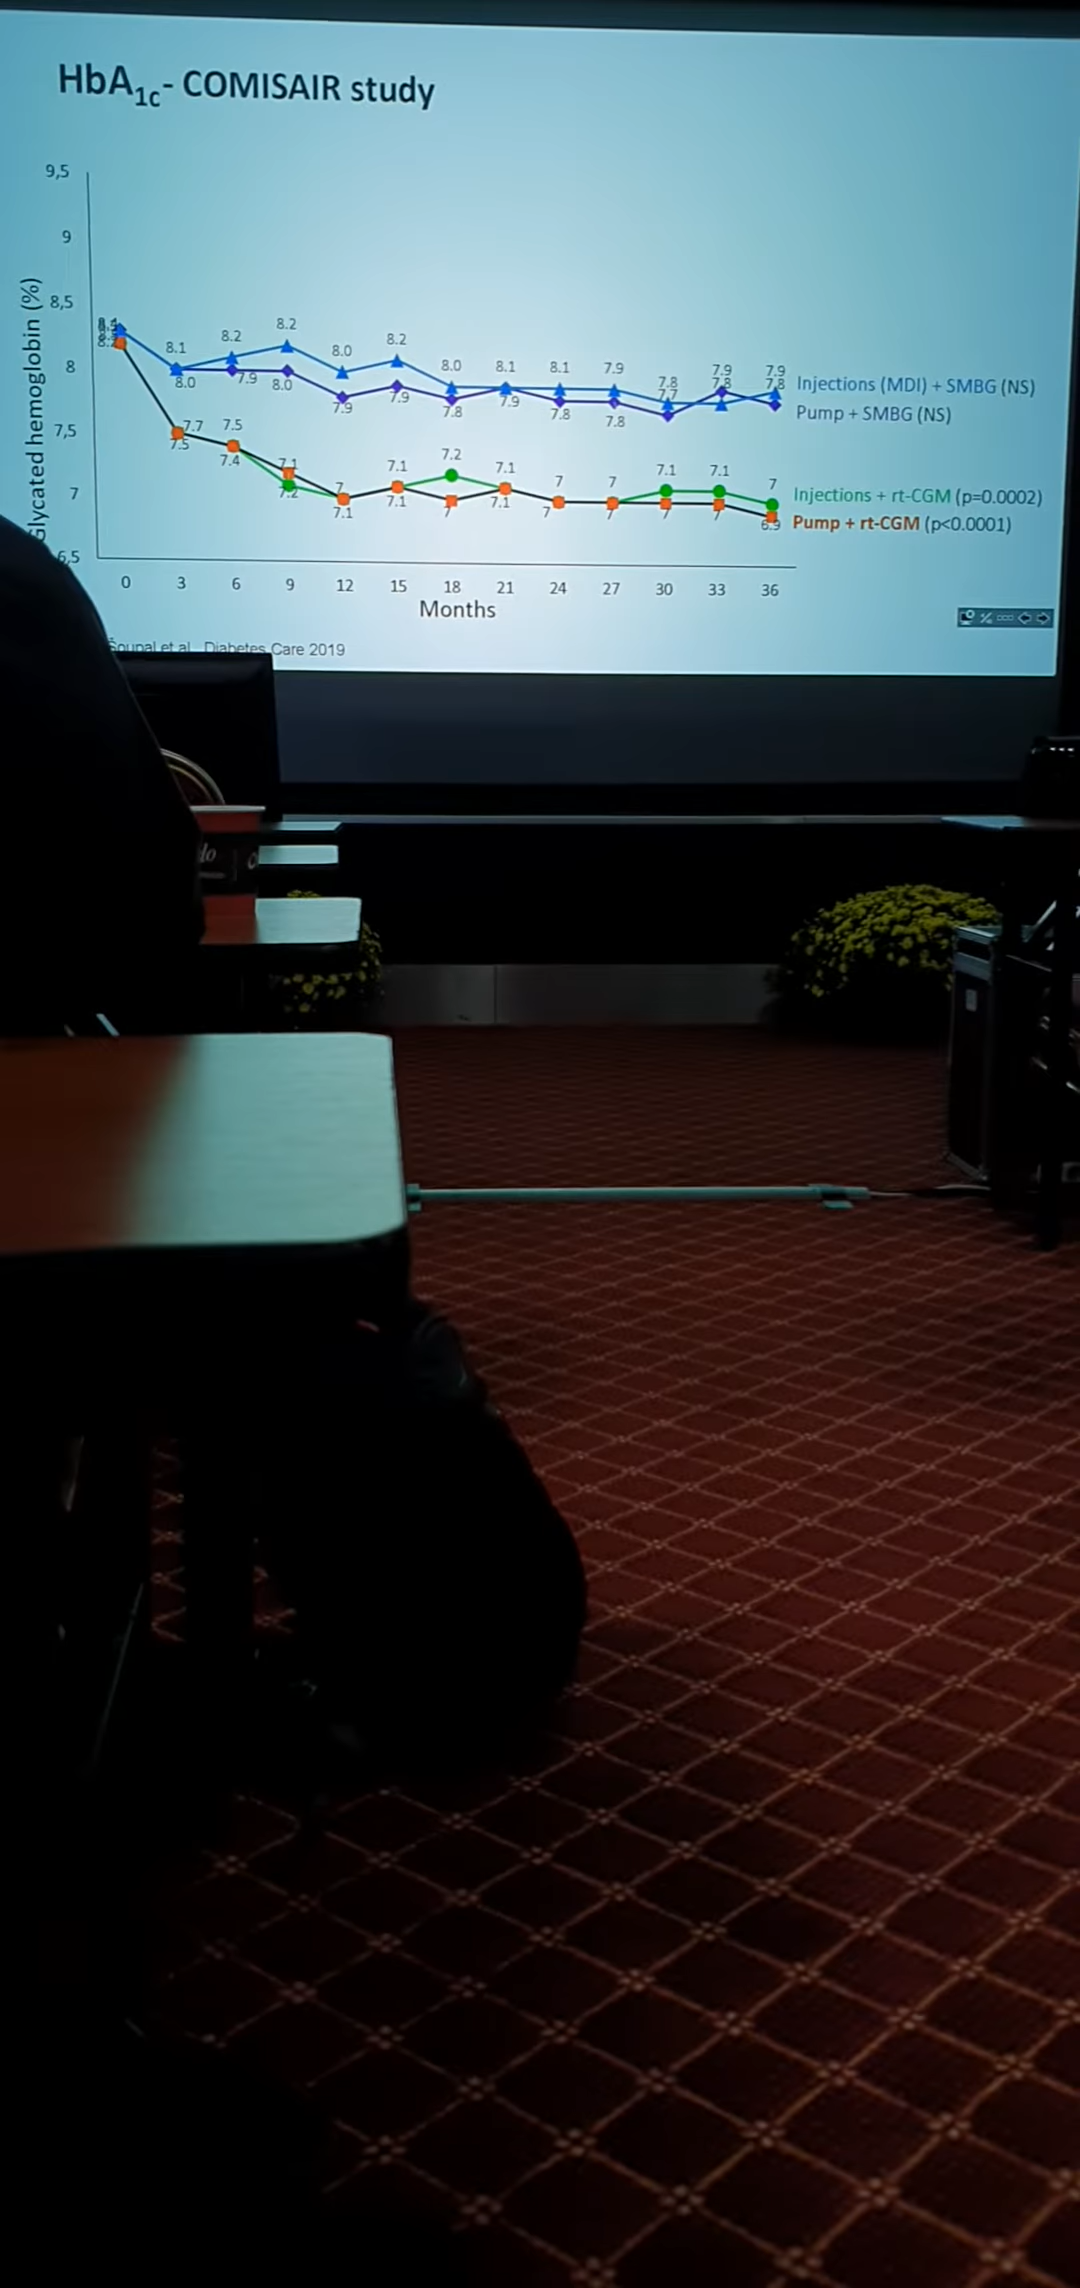 HbA1c- COMISAIR study
Glycated hemoglobin (%)
9,5
9
8,5
8
7,5
7
6,5
8.1 8.2 8.2 8.0 8.2 8.0 8.1 8.1 7.9 7.8 7.9 7.9
8.0 7.9 8.0 7.9 7.9 7.8 7.9 7.8 7.8 7.7 7.8 7.8
Injections (MDI) + SMBG (NS)
Pump + SMBG (NS)
7.7 7.5 7.1 7 7.1 7.2 7.1 7 7 7.1 7.1 7
7.5 7.4 7.2 7.1 7.1 7 7.1 7 7 7 7 6.9
Injections + rt-CGM (p=0.0002)
Pump + rt-CGM (p<0.0001)
0 3 6 9 12 15 18 21 24 27 30 33 36
Months
Šoupal et al. Diabetes Care 2019